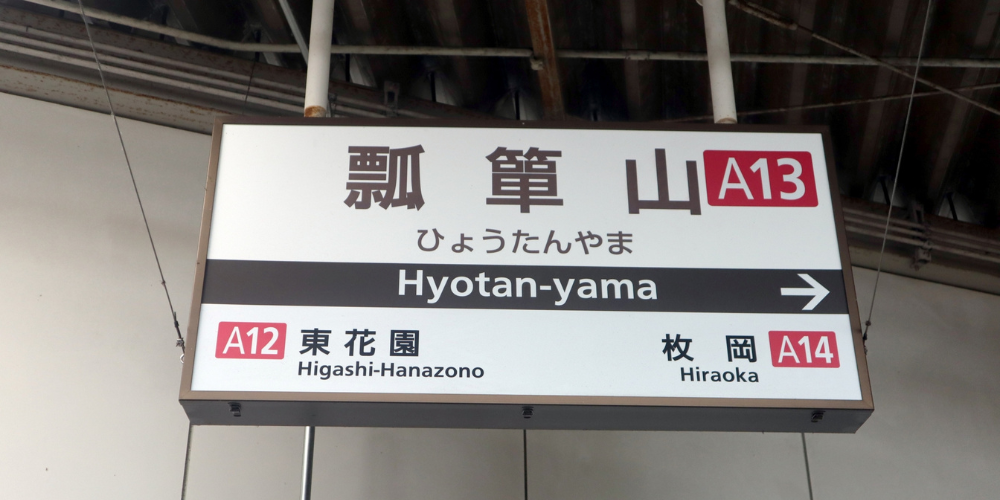 瓢箪山 A13
ひょうたんやま
Hyotan-yama →
A12 東花園 枚岡 A14
Higashi-Hanazono Hiraoka